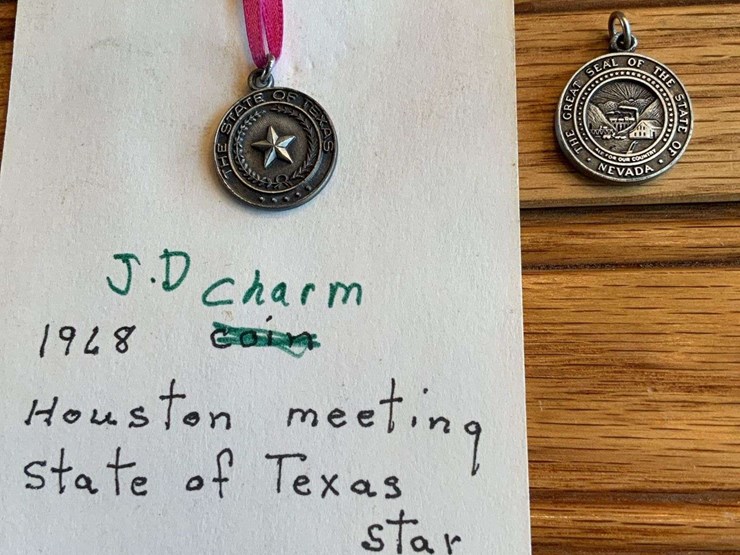 THE STATE OF TEXAS
THE GREAT SEAL OF THE STATE OF
FOR OUR COUNTRY
NEVADA
J.D charm
1968 coin
Houston meeting
State of Texas
star